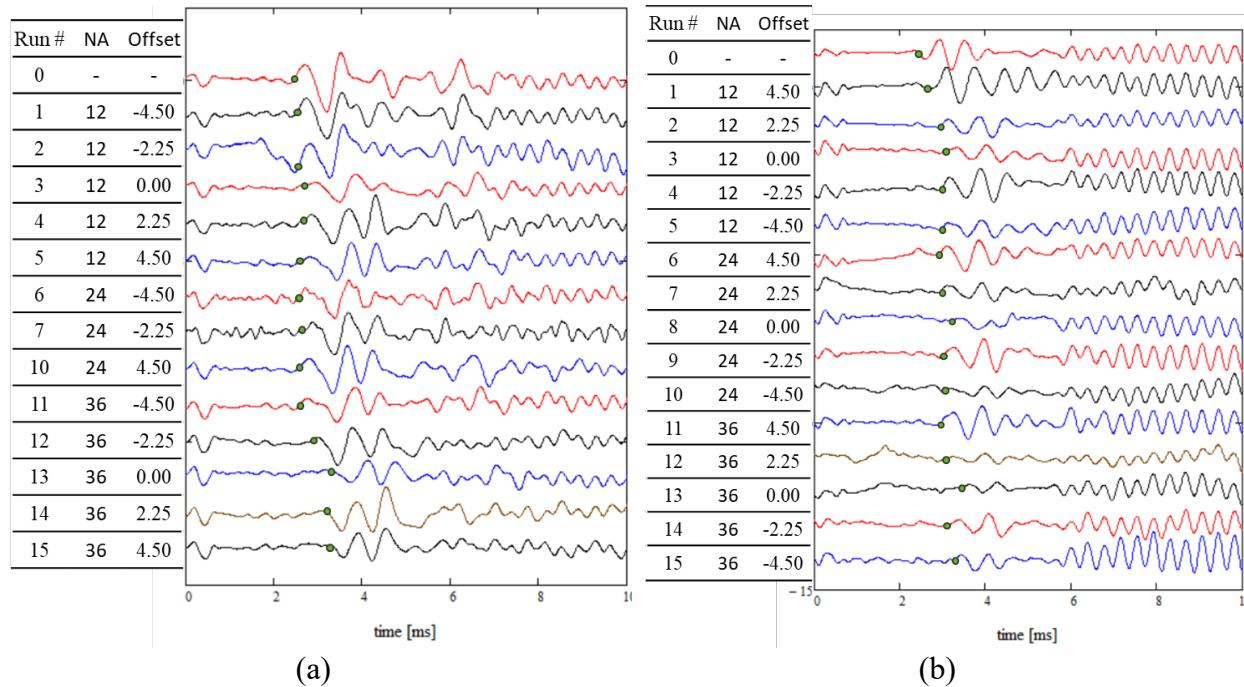 Run # NA Offset
0 - -
1 12 -4.50
2 12 -2.25
3 12 0.00
4 12 2.25
5 12 4.50
6 24 -4.50
7 24 -2.25
10 24 4.50
11 36 -4.50
12 36 -2.25
13 36 0.00
14 36 2.25
15 36 4.50
0 2 4 6 8 10
time [ms]
(a)
Run # NA Offset
0 - -
1 12 4.50
2 12 2.25
3 12 0.00
4 12 -2.25
5 12 -4.50
6 24 4.50
7 24 2.25
8 24 0.00
9 24 -2.25
10 24 -4.50
11 36 4.50
12 36 2.25
13 36 0.00
14 36 -2.25
15 36 -4.50
-15
0 2 4 6 8 1
time [ms]
(b)